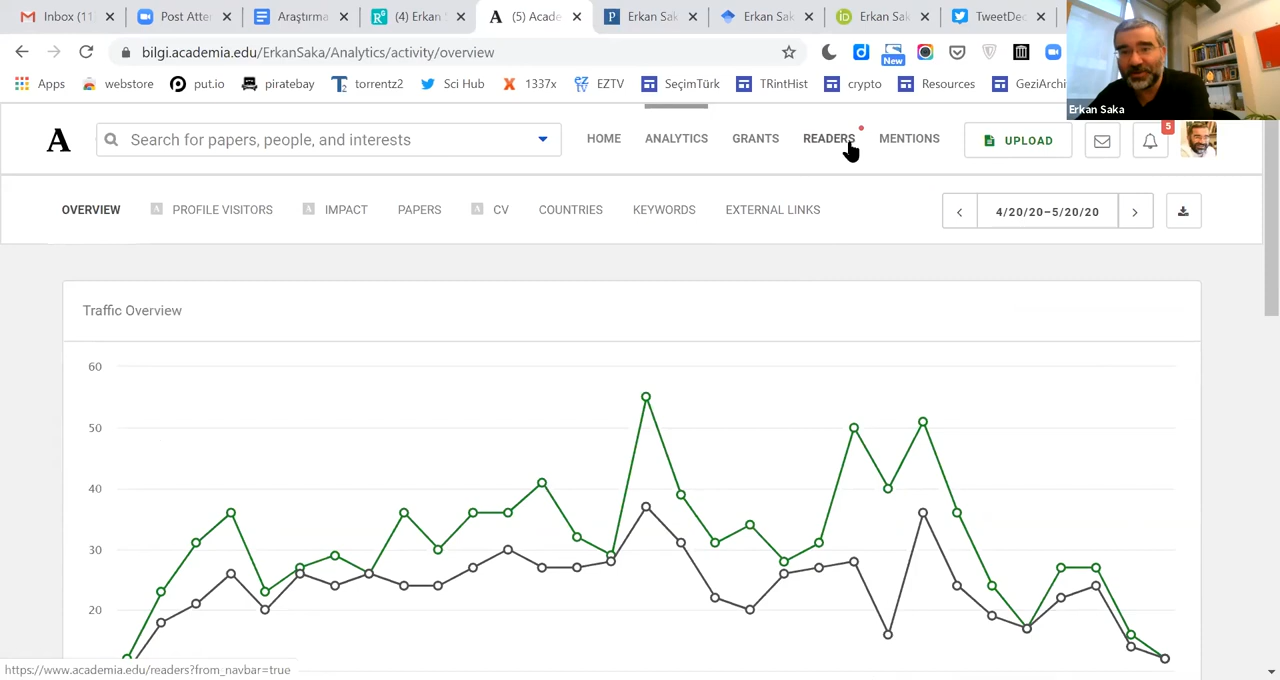 Inbox (11
Post Atter
Araştırma
(4) Erkan
(5) Acade
Erkan Sak
Erkan Sak
Erkan Sak
TweetDec
bilgi.academia.edu/ErkanSaka/Analytics/activity/overview
New
Apps
webstore
put.io
piratebay
torrentz2
Sci Hub
1337x
EZTV
SeçimTürk
TRintHist
crypto
Resources
GeziArchi
Erkan Saka
A
Search for papers, people, and interests
HOME
ANALYTICS
GRANTS
READERS
MENTIONS
UPLOAD
5
OVERVIEW
PROFILE VISITORS
IMPACT
PAPERS
CV
COUNTRIES
KEYWORDS
EXTERNAL LINKS
4/20/20–5/20/20
Traffic Overview
60
50
40
30
20
https://www.academia.edu/readers?from_navbar=true